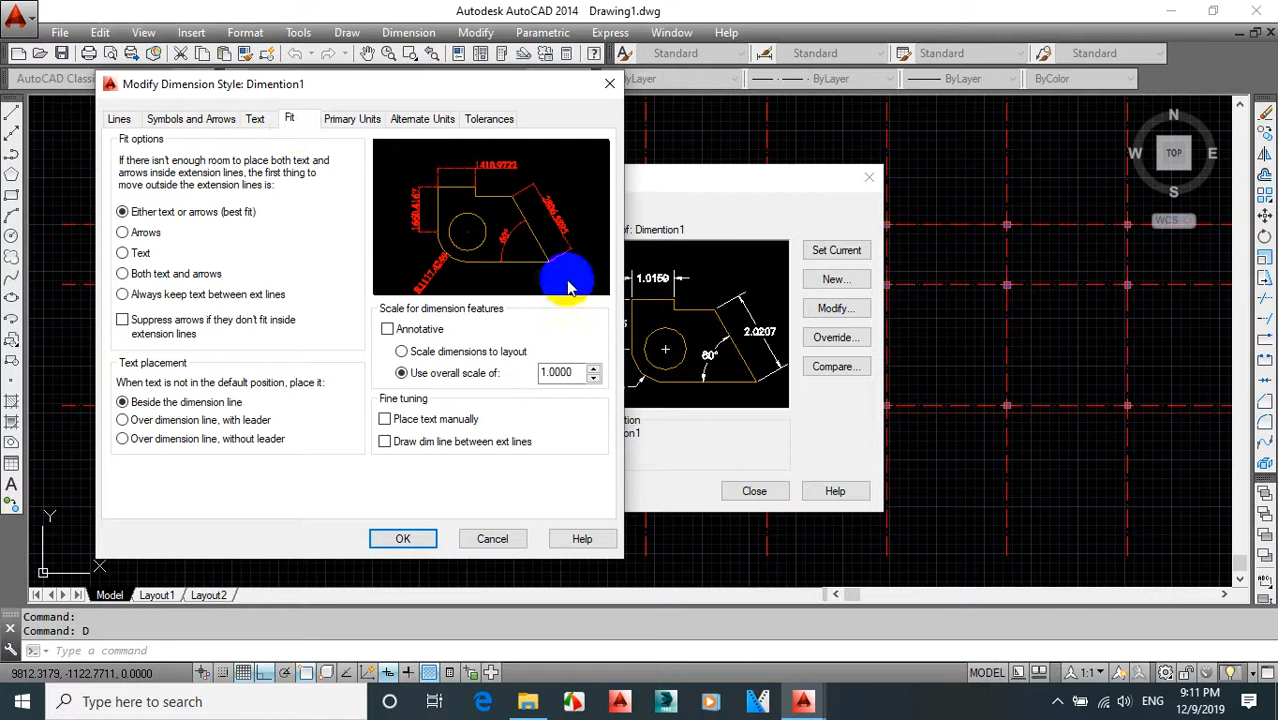 Autodesk AutoCAD 2014 Drawing1.dwg
File Edit View Insert Format Tools Draw Dimension Modify Parametric Express Window Help
Standard Standard Standard Standard
AutoCAD Classi ByLayer ByLayer ByLayer ByColor
Modify Dimension Style: Dimention1
Lines Symbols and Arrows Text Fit Primary Units Alternate Units Tolerances
Fit options
If there isn't enough room to place both text and
arrows inside extension lines, the first thing to
move outside the extension lines is:
Either text or arrows (best fit)
Arrows
Text
Both text and arrows
Always keep text between ext lines
Suppress arrows if they don't fit inside
extension lines
Text placement
When text is not in the default position, place it:
Beside the dimension line
Over dimension line, with leader
Over dimension line, without leader
1410.9722
60°
Scale for dimension features
Annotative
Scale dimensions to layout
Use overall scale of: 1.0000
Fine tuning
Place text manually
Draw dim line between ext lines
OK Cancel Help
of: Dimention1
1.0159
2.0207
60°
Set Current
New...
Modify...
Override...
Compare...
tion
on1
Close Help
N
W TOP E
S
WCS
Y
X
Model Layout1 Layout2
Command:
Command: D
Type a command
9812.3179, -1122.7711, 0.0000
MODEL 1:1
Type here to search
ENG
9:11 PM
12/9/2019